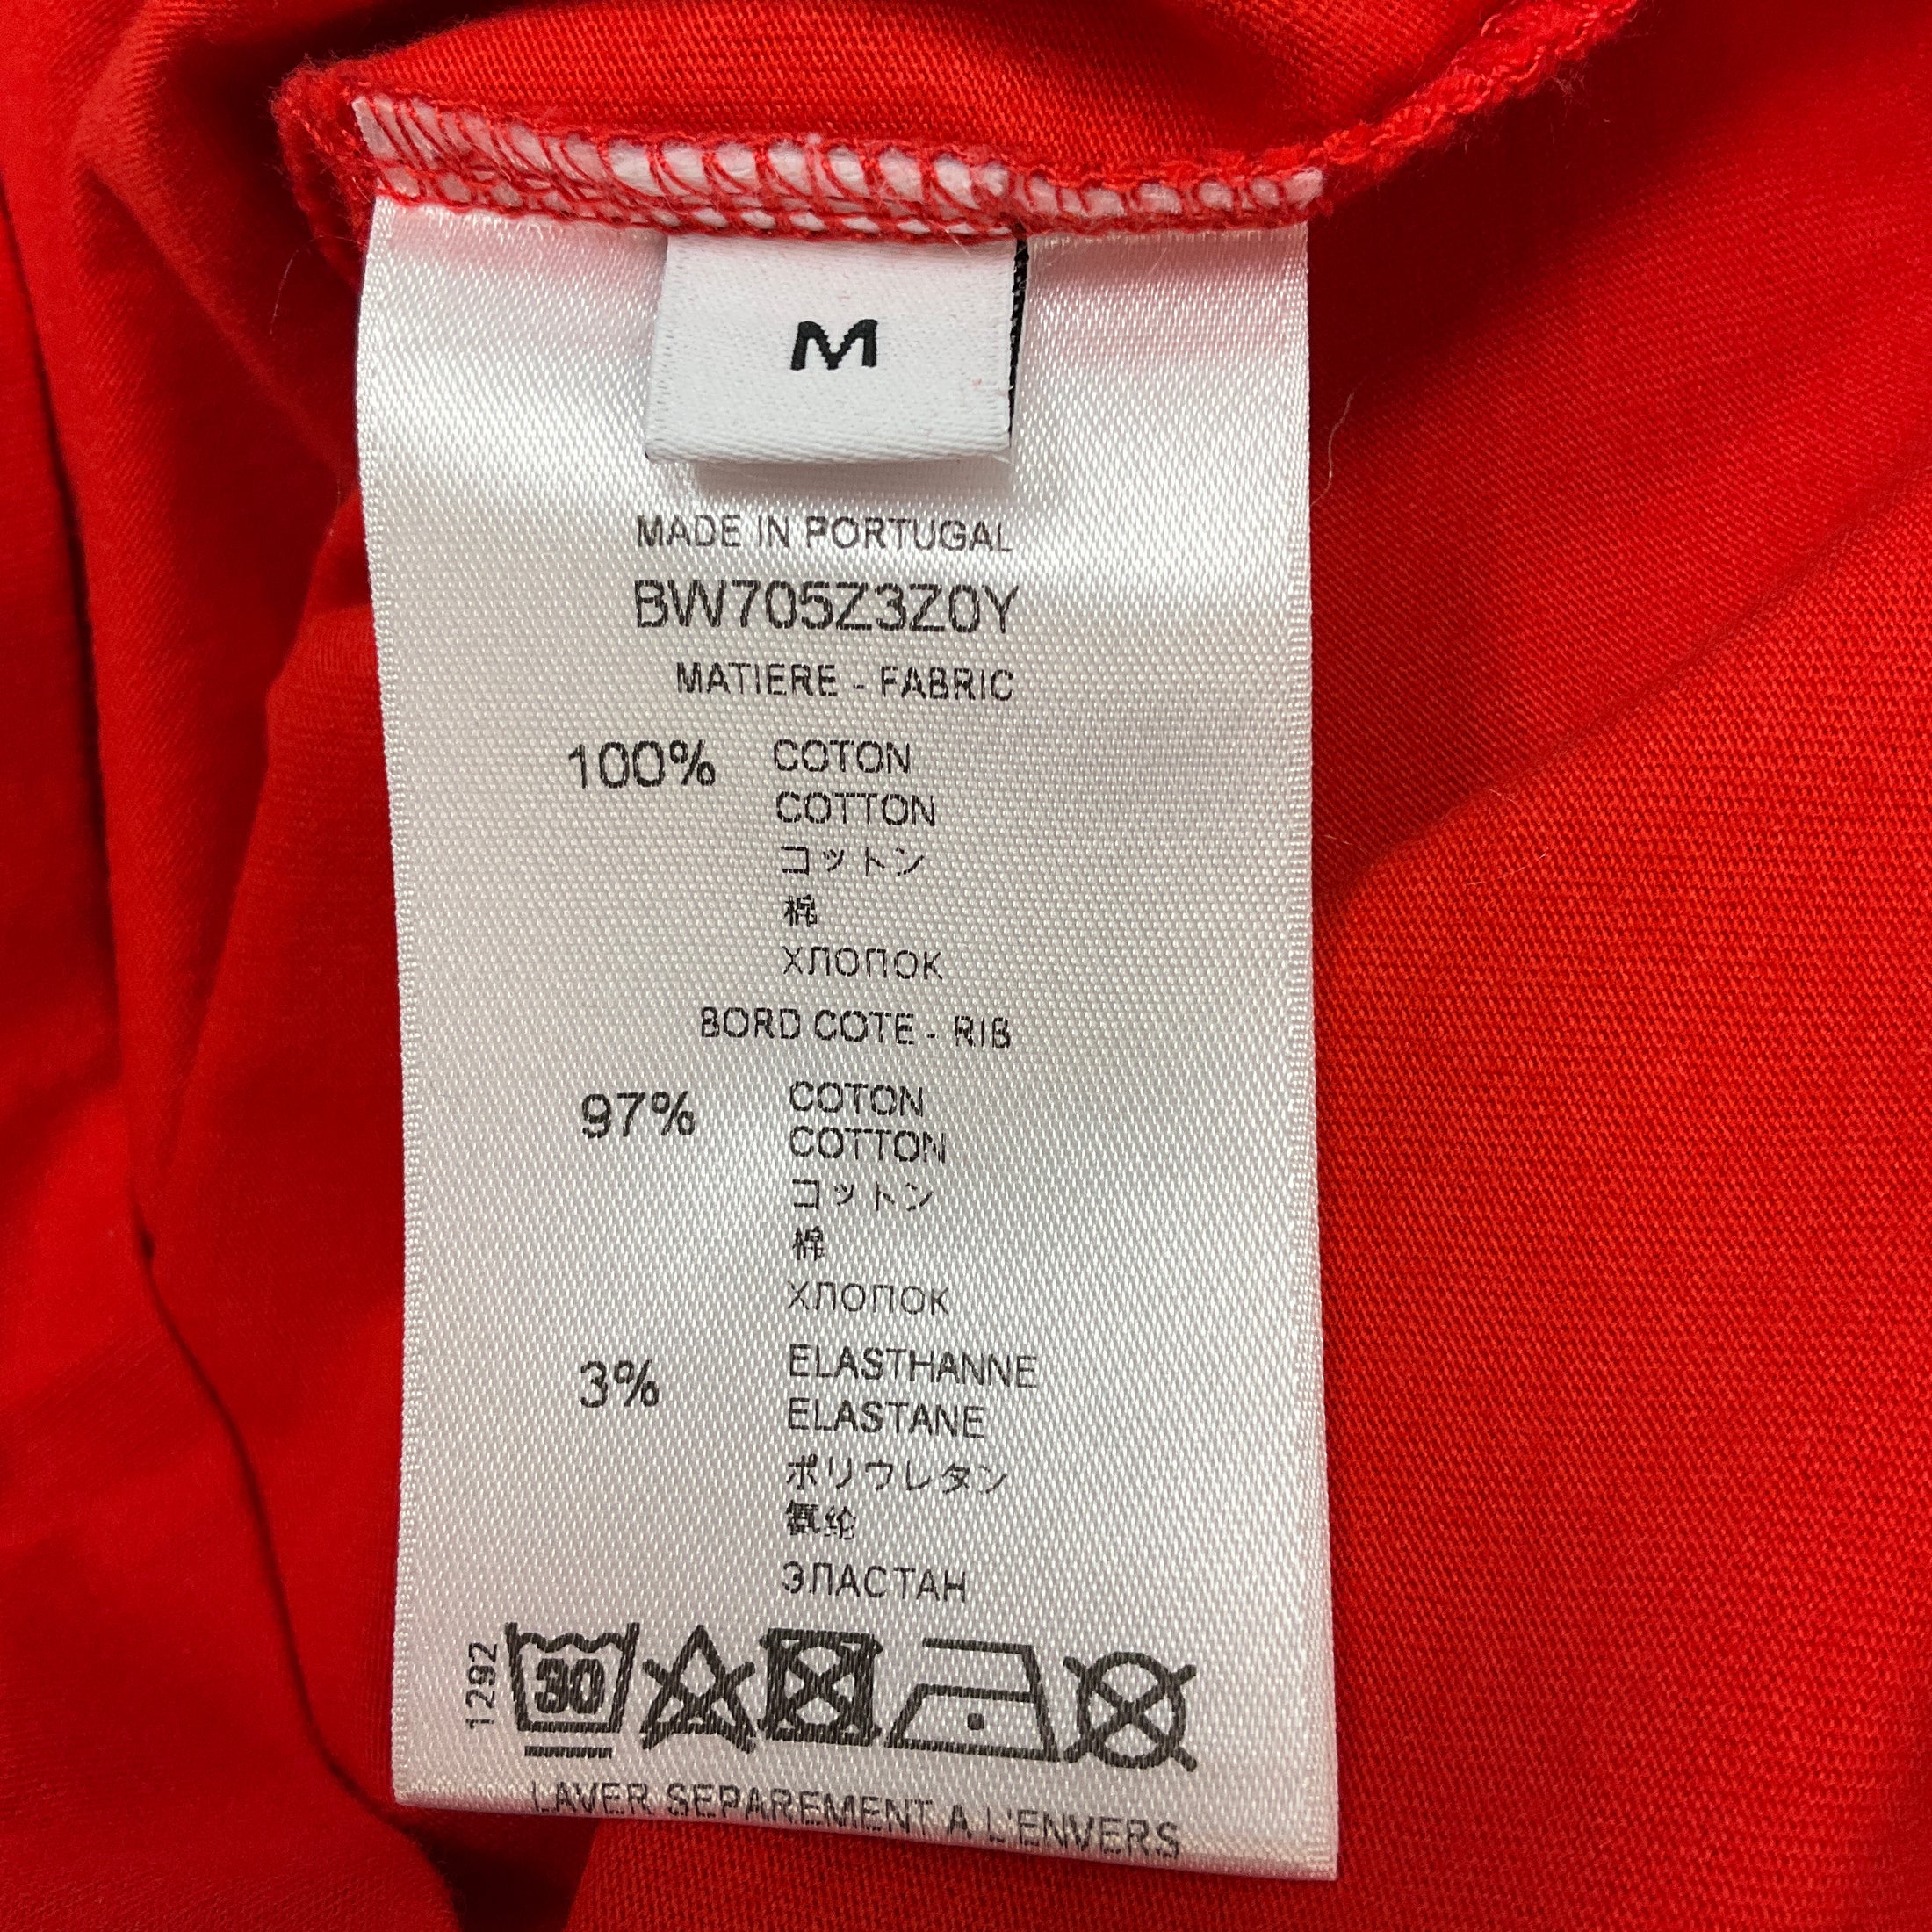 M
MADE IN PORTUGAL
BW705Z3Z0Y
MATIERE - FABRIC
100% COTON
COTTON
コットン
棉
ХЛОПОК
BORD COTE - RIB
97% COTON
COTTON
コットン
棉
ХЛОПОК
3% ELASTHANNE
ELASTANE
ポリウレタン
氨纶
ЭЛАСТАН
1292
30
LAVER SEPAREMENT A L'ENVERS